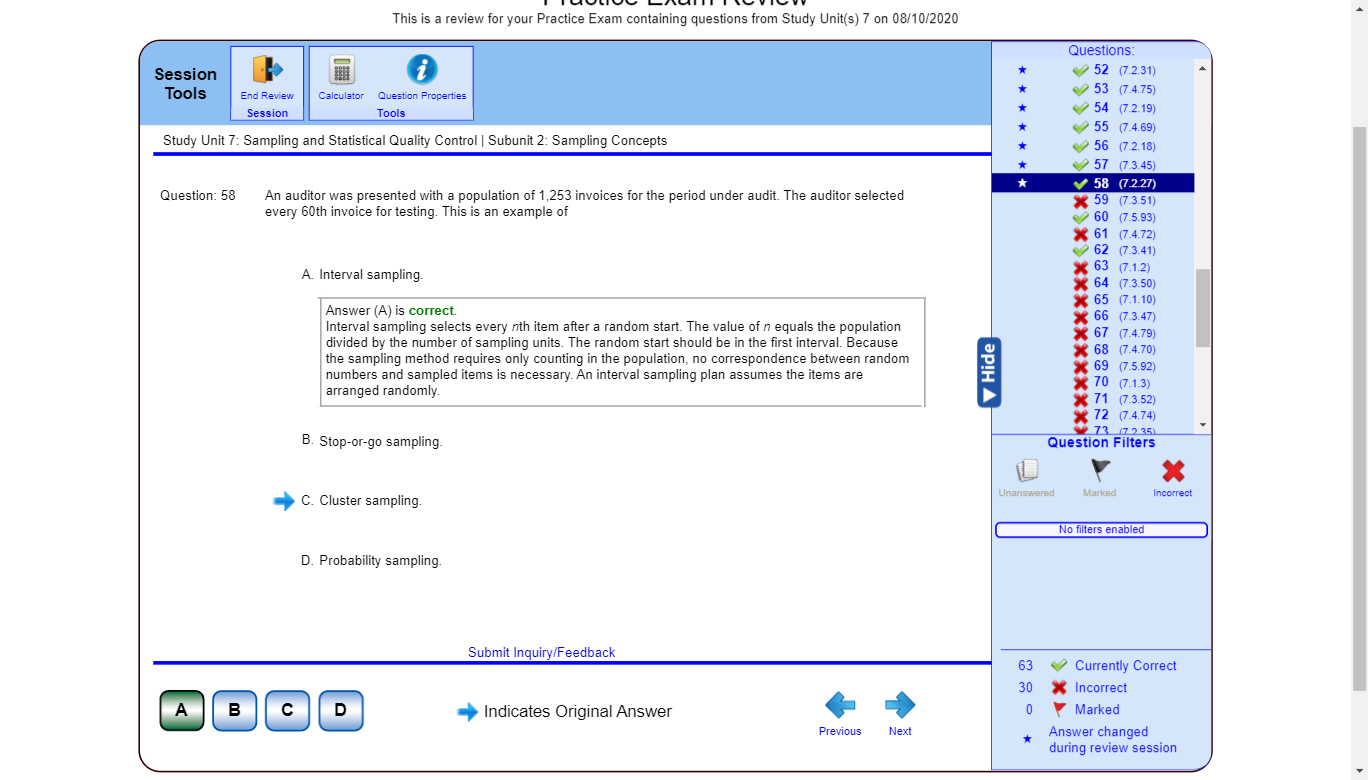 Practice Exam Review
This is a review for your Practice Exam containing questions from Study Unit(s) 7 on 08/10/2020
Session
Tools
End Review
Session
Calculator
Question Properties
Tools
Study Unit 7: Sampling and Statistical Quality Control | Subunit 2: Sampling Concepts
Question: 58
An auditor was presented with a population of 1,253 invoices for the period under audit. The auditor selected
every 60th invoice for testing. This is an example of
A. Interval sampling.
Answer (A) is correct.
Interval sampling selects every nth item after a random start. The value of n equals the population
divided by the number of sampling units. The random start should be in the first interval. Because
the sampling method requires only counting in the population, no correspondence between random
numbers and sampled items is necessary. An interval sampling plan assumes the items are
arranged randomly.
B. Stop-or-go sampling.
C. Cluster sampling.
D. Probability sampling.
Submit Inquiry/Feedback
A B C D
Indicates Original Answer
Previous
Next
Hide
Questions:
52 (7.2.31)
53 (7.4.75)
54 (7.2.19)
55 (7.4.69)
56 (7.2.18)
57 (7.3.45)
58 (7.2.27)
59 (7.3.51)
60 (7.5.93)
61 (7.4.72)
62 (7.3.41)
63 (7.1.2)
64 (7.3.50)
65 (7.1.10)
66 (7.3.47)
67 (7.4.79)
68 (7.4.70)
69 (7.5.92)
70 (7.1.3)
71 (7.3.52)
72 (7.4.74)
73 (7.2.35)
Question Filters
Unanswered
Marked
Incorrect
No filters enabled
63 Currently Correct
30 Incorrect
0 Marked
Answer changed
during review session